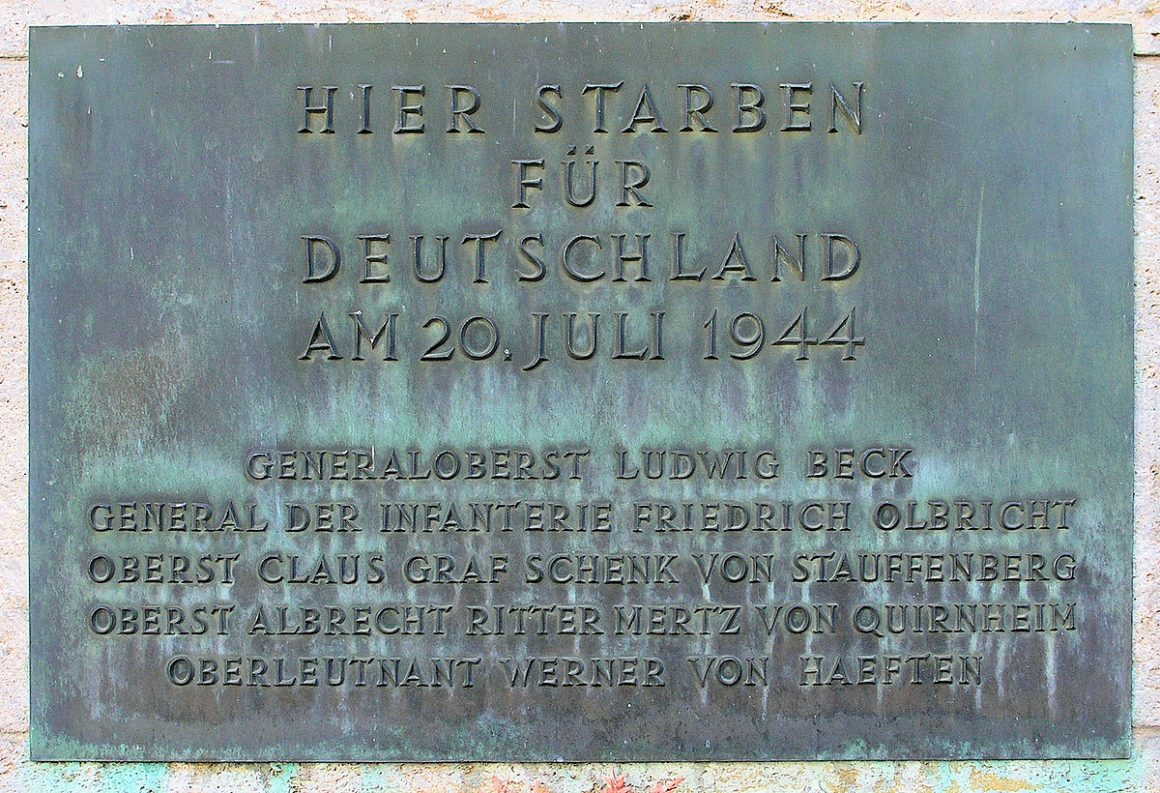 HIER STARBEN
FÜR
DEUTSCHLAND
AM 20. JULI 1944
GENERALOBERST LUDWIG BECK
GENERAL DER INFANTERIE FRIEDRICH OLBRICHT
OBERST CLAUS GRAF SCHENK VON STAUFFENBERG
OBERST ALBRECHT RITTER MERTZ VON QUIRNHEIM
OBERLEUTNANT WERNER VON HAEFTEN